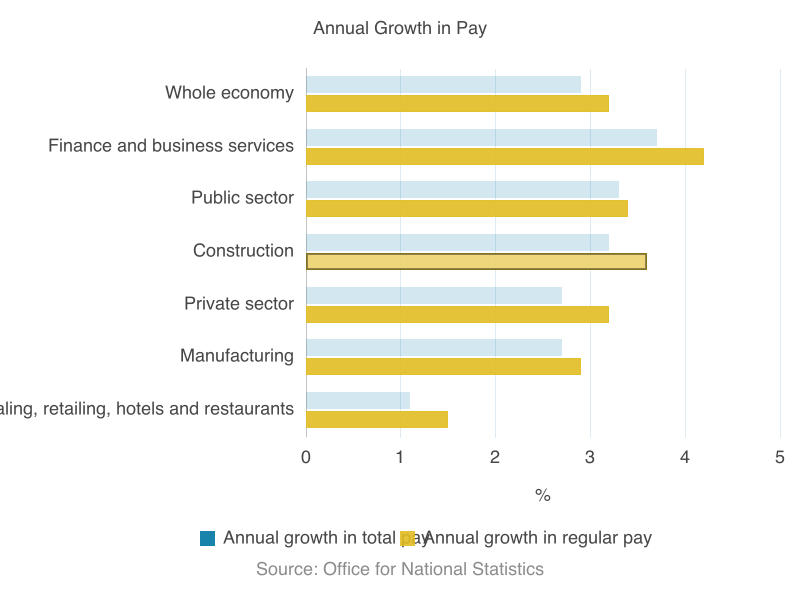 Annual Growth in Pay
Whole economy
Finance and business services
Public sector
Construction
Private sector
Manufacturing
retailing, hotels and restaurants
0 1 2 3 4 5
%
Annual growth in total pay Annual growth in regular pay
Source: Office for National Statistics